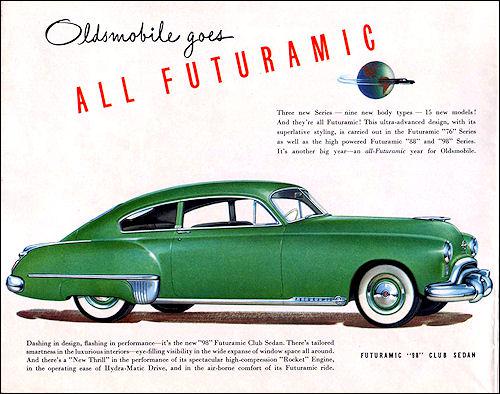 Oldsmobile goes
ALL FUTURAMIC
Three new Series — nine new body types — 15 new models!
And they're all Futuramic! This ultra-advanced design, with its
superlative styling, is carried out in the Futuramic "76" Series
as well as the high powered Futuramic "88" and "98" Series.
It's another big year—an all-Futuramic year for Oldsmobile.
FUTURAMIC
Dashing in design, flashing in performance—it's the new "98" Futuramic Club Sedan. There's tailored
smartness in the luxurious interiors—eye-filling visibility in the wide expanse of window space all around.
And there's a "New Thrill" in the performance of its spectacular high-compression "Rocket" Engine,
in the operating ease of Hydra-Matic Drive, and in the air-borne comfort of its Futuramic ride.
FUTURAMIC "98" CLUB SEDAN